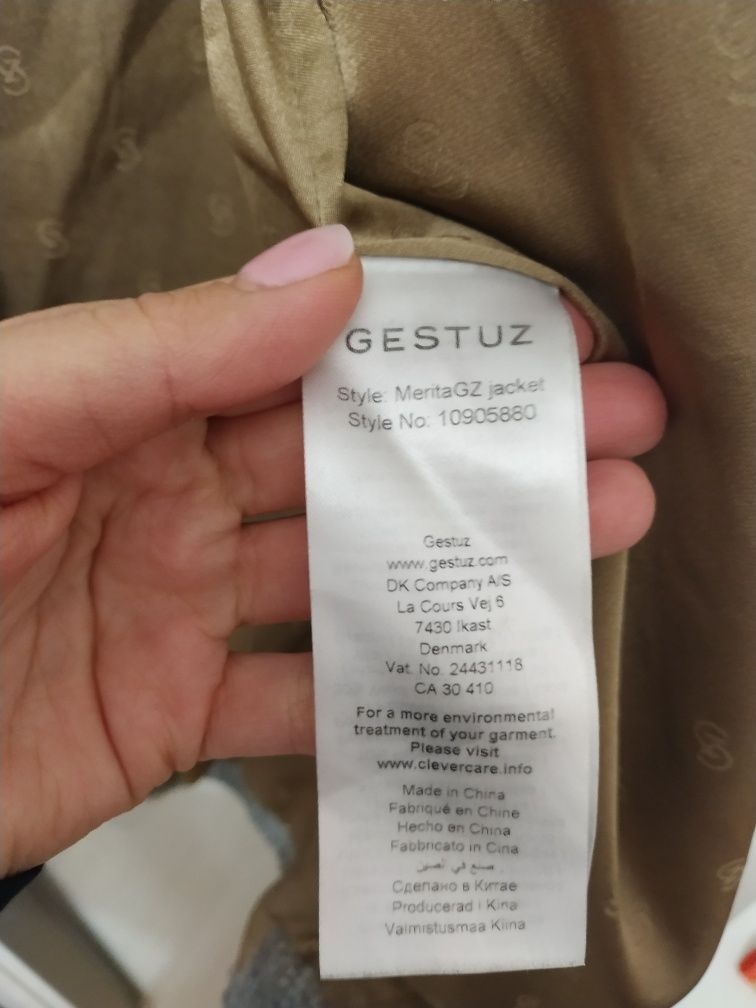 GESTUZ
Style: MeritaGZ jacket
Style No: 10905880
Gestuz
www.gestuz.com
DK Company A/S
La Cours Vej 6
7430 Ikast
Denmark
Vat. No. 24431118
CA 30 410
For a more environmental
treatment of your garment.
Please visit
www.clevercare.info
Made in China
Fabriqué en Chine
Hecho en China
Fabbricato in Cina
صنع في الصين
Сделано в Китае
Producerad i Kina
Valmistusmaa Kiina